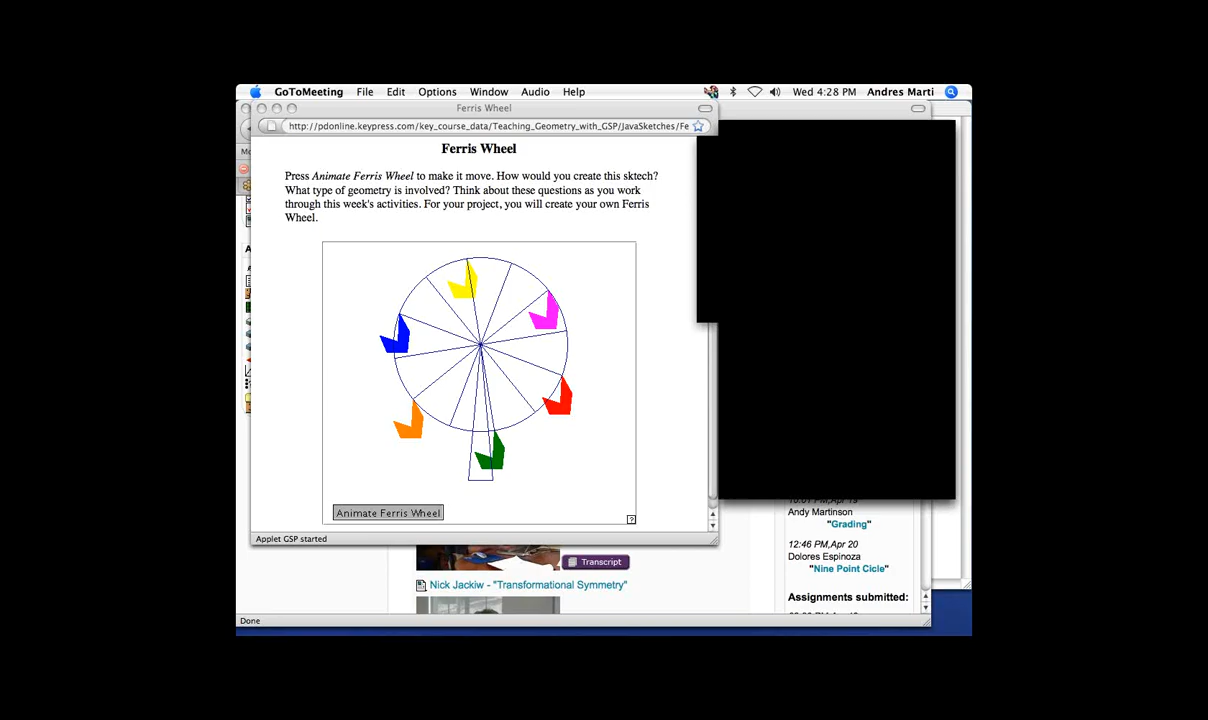 GoToMeeting File Edit Options Window Audio Help Wed 4:28 PM Andres Marti
Ferris Wheel
http://pdonline.keypress.com/key_course_data/Teaching_Geometry_with_GSP/JavaSketches/Fe
Ferris Wheel
Press Animate Ferris Wheel to make it move. How would you create this sktech?
What type of geometry is involved? Think about these questions as you work
through this week's activities. For your project, you will create your own Ferris
Wheel.
Animate Ferris Wheel
?
Applet GSP started
Transcript
Nick Jackiw - "Transformational Symmetry"
Andy Martinson
"Grading"
12:46 PM,Apr 20
Dolores Espinoza
"Nine Point Cicle"
Assignments submitted:
Done